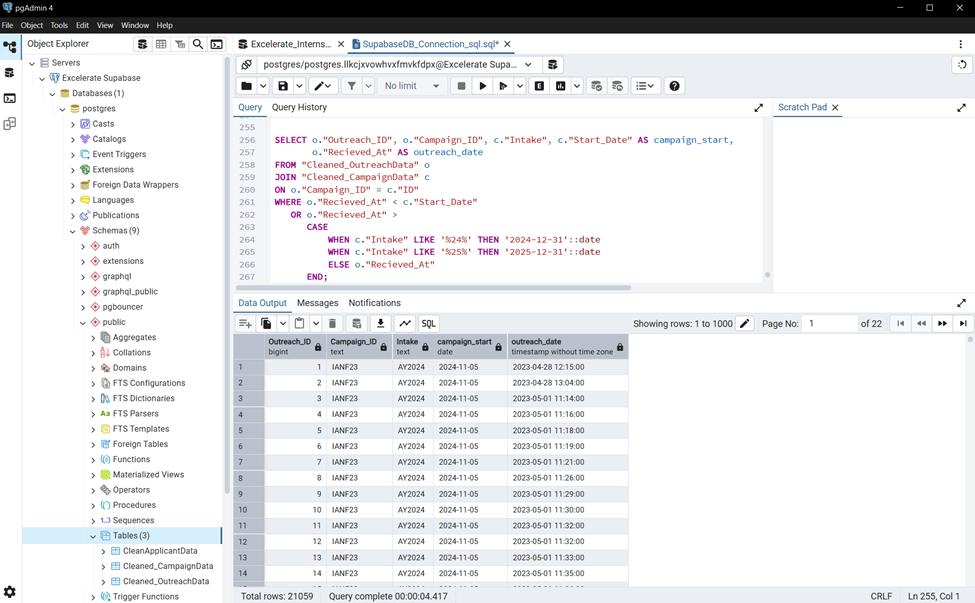 pgAdmin 4
File Object Tools Edit View Window Help
Object Explorer
Excelerate_Interns...
SupabaseDB_Connection_sql.sql*
Servers
Excelerate Supabase
Databases (1)
postgres
Casts
Catalogs
Event Triggers
Extensions
Foreign Data Wrappers
Languages
Publications
Schemas (9)
auth
extensions
graphql
graphql_public
pgbouncer
public
Aggregates
Collations
Domains
FTS Configurations
FTS Dictionaries
FTS Parsers
FTS Templates
Foreign Tables
Functions
Materialized Views
Operators
Procedures
Sequences
Tables (3)
CleanApplicantData
Cleaned_CampaignData
Cleaned_OutreachData
Trigger Functions
postgres/postgres.llkcjxvowhvxfmvkfdpx@Excelerate Supa...
No limit
Query Query History
Scratch Pad
255
256 SELECT o."Outreach_ID", o."Campaign_ID", c."Intake", c."Start_Date" AS campaign_start,
257 o."Recieved_At" AS outreach_date
258 FROM "Cleaned_OutreachData" o
259 JOIN "Cleaned_CampaignData" c
260 ON o."Campaign_ID" = c."ID"
261 WHERE o."Recieved_At" < c."Start_Date"
262 OR o."Recieved_At" >
263 CASE
264 WHEN c."Intake" LIKE '%24%' THEN '2024-12-31'::date
265 WHEN c."Intake" LIKE '%25%' THEN '2025-12-31'::date
266 ELSE o."Recieved_At"
267 END;
Data Output Messages Notifications
SQL
Showing rows: 1 to 1000
Page No: 1 of 22
Outreach_ID Campaign_ID Intake campaign_start outreach_date
bigint text text date timestamp without time zone
1 1 IANF23 AY2024 2024-11-05 2023-04-28 12:15:00
2 2 IANF23 AY2024 2024-11-05 2023-04-28 13:04:00
3 3 IANF23 AY2024 2024-11-05 2023-05-01 11:14:00
4 4 IANF23 AY2024 2024-11-05 2023-05-01 11:16:00
5 5 IANF23 AY2024 2024-11-05 2023-05-01 11:18:00
6 6 IANF23 AY2024 2024-11-05 2023-05-01 11:19:00
7 7 IANF23 AY2024 2024-11-05 2023-05-01 11:21:00
8 8 IANF23 AY2024 2024-11-05 2023-05-01 11:26:00
9 9 IANF23 AY2024 2024-11-05 2023-05-01 11:29:00
10 10 IANF23 AY2024 2024-11-05 2023-05-01 11:30:00
11 11 IANF23 AY2024 2024-11-05 2023-05-01 11:32:00
12 12 IANF23 AY2024 2024-11-05 2023-05-01 11:32:00
13 13 IANF23 AY2024 2024-11-05 2023-05-01 11:33:00
14 14 IANF23 AY2024 2024-11-05 2023-05-01 11:35:00
Total rows: 21059 Query complete 00:00:04.417 CRLF Ln 255, Col 1